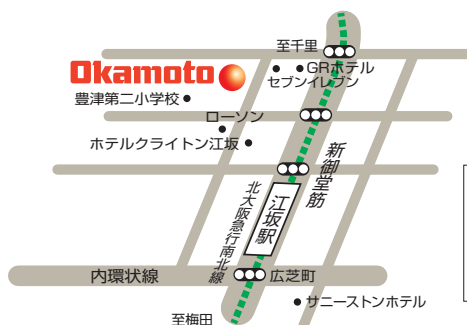 至千里
GRホテル
セブンイレブン
Okamoto
豊津第二小学校
ローソン
ホテルクライトン江坂
新御堂筋
江坂駅
北大阪急行南北線
内環状線
広芝町
サニーストンホテル
至梅田